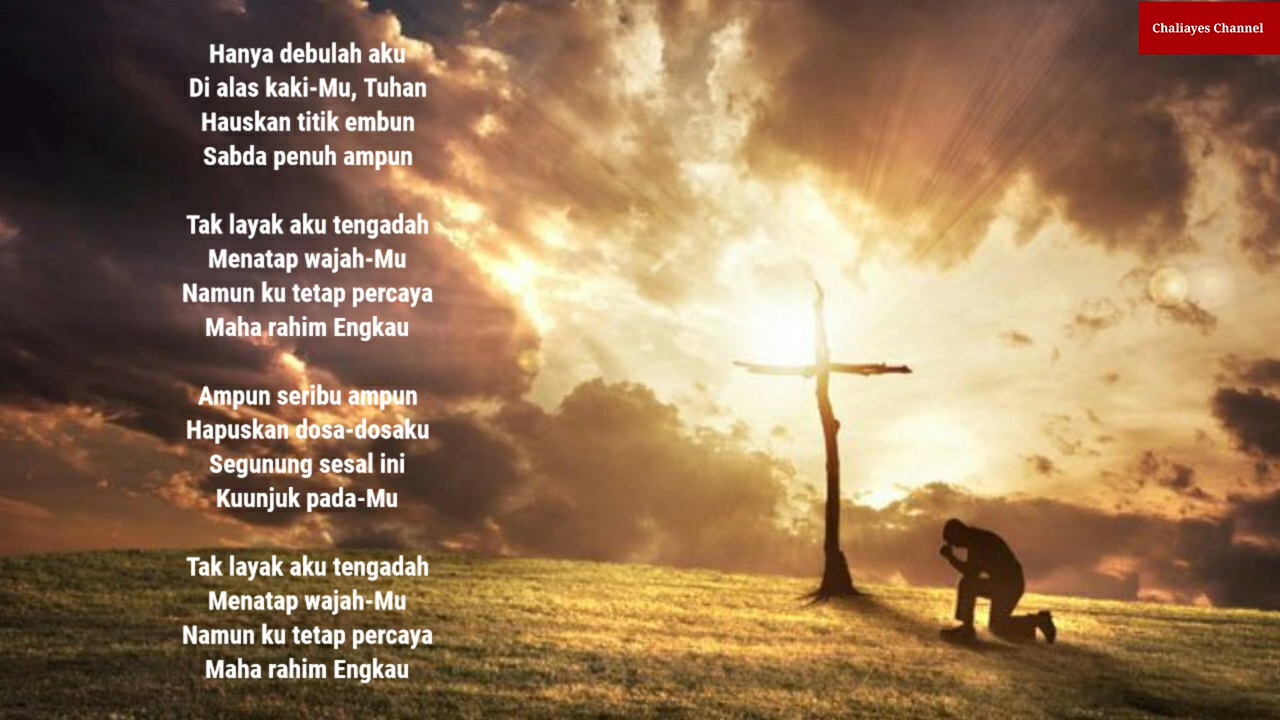 Chaliayes Channel
Hanya debulah aku
Di alas kaki-Mu, Tuhan
Hauskan titik embun
Sabda penuh ampun
Tak layak aku tengadah
Menatap wajah-Mu
Namun ku tetap percaya
Maha rahim Engkau
Ampun seribu ampun
Hapuskan dosa-dosaku
Segunung sesal ini
Kuunjuk pada-Mu
Tak layak aku tengadah
Menatap wajah-Mu
Namun ku tetap percaya
Maha rahim Engkau